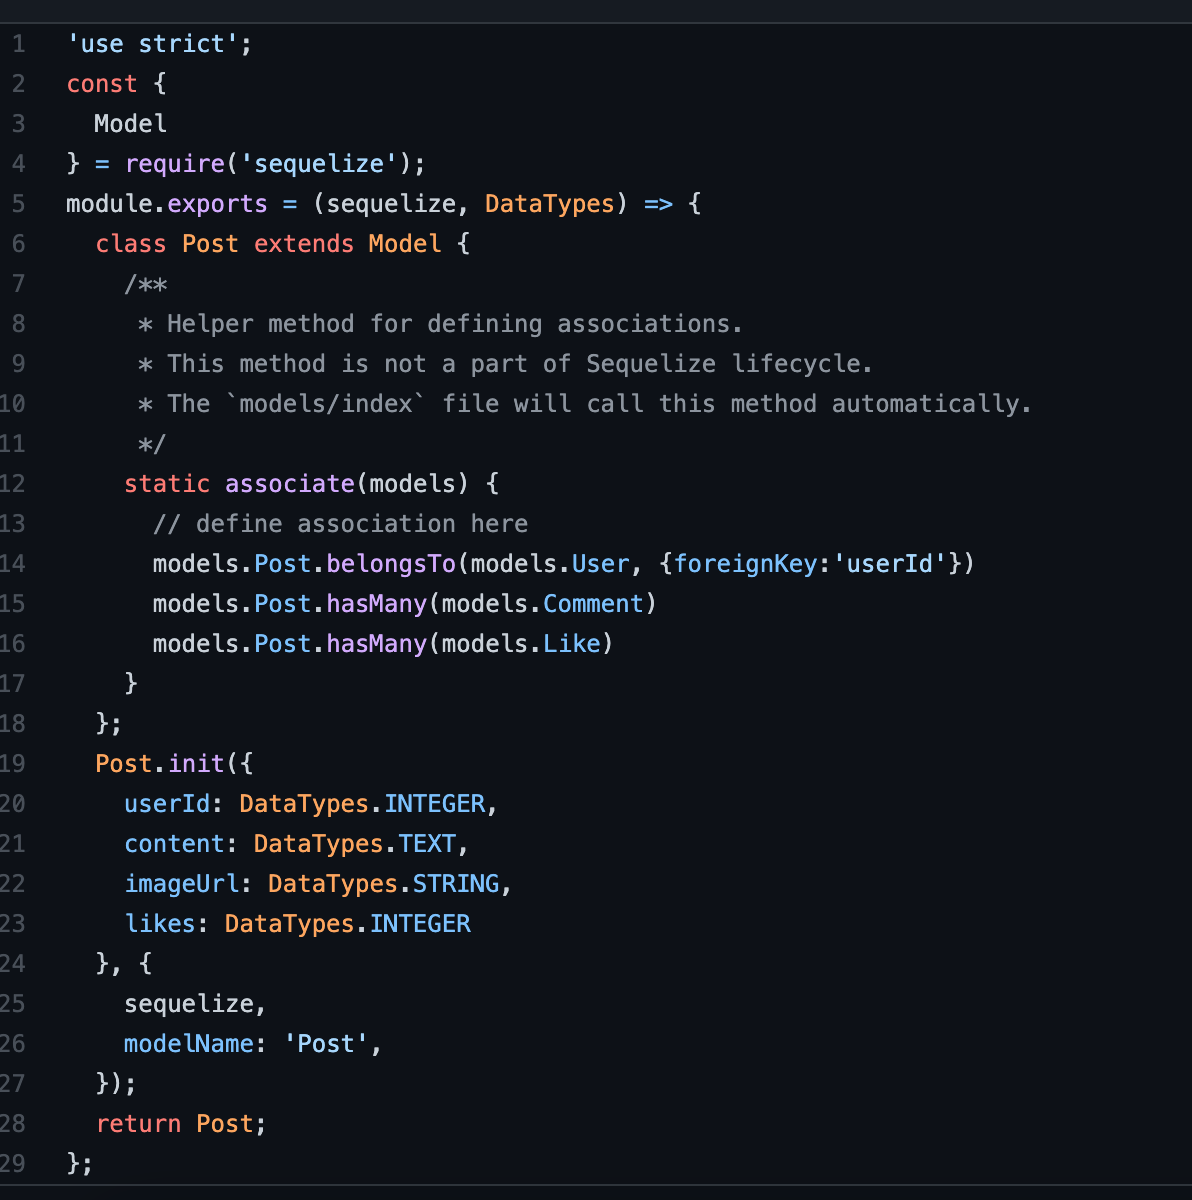 1 'use strict';
2 const {
3   Model
4 } = require('sequelize');
5 module.exports = (sequelize, DataTypes) => {
6   class Post extends Model {
7     /**
8      * Helper method for defining associations.
9      * This method is not a part of Sequelize lifecycle.
10      * The `models/index` file will call this method automatically.
11      */
12     static associate(models) {
13       // define association here
14       models.Post.belongsTo(models.User, {foreignKey:'userId'})
15       models.Post.hasMany(models.Comment)
16       models.Post.hasMany(models.Like)
17     }
18   };
19   Post.init({
20     userId: DataTypes.INTEGER,
21     content: DataTypes.TEXT,
22     imageUrl: DataTypes.STRING,
23     likes: DataTypes.INTEGER
24   }, {
25     sequelize,
26     modelName: 'Post',
27   });
28   return Post;
29 };